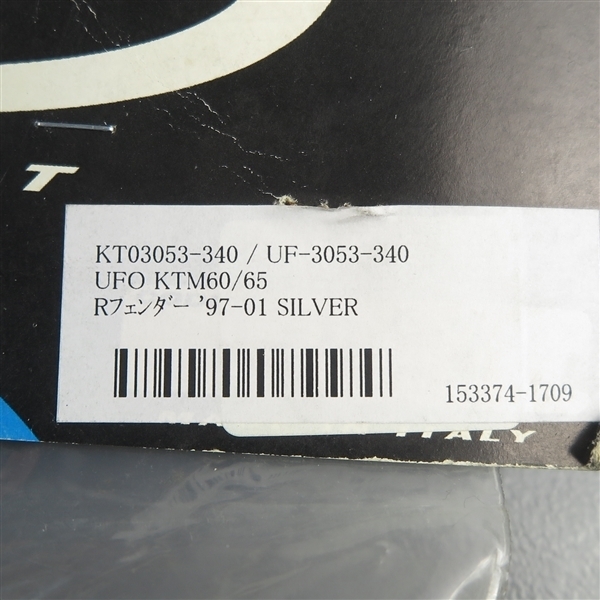 T
KT03053-340 / UF-3053-340
UFO KTM60/65
Rﾌｪﾝﾀﾞｰ '97-01 SILVER
153374-1709
ITALY